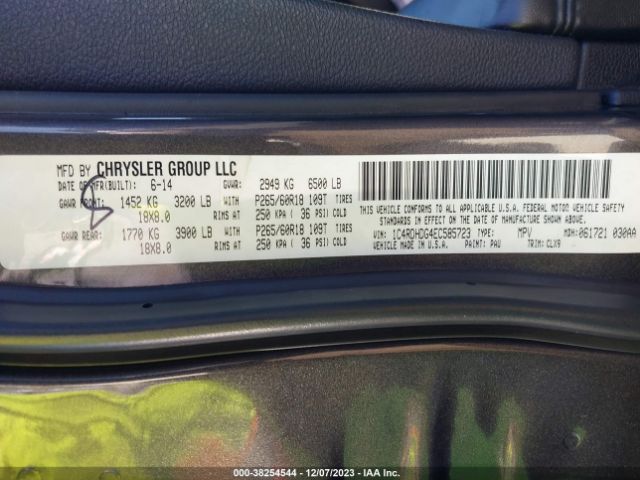 MFD BY CHRYSLER GROUP LLC
DATE OF MFR(BUILT): 6-14 GVWR: 2949 KG 6500 LB
GAWR FRONT: 1452 KG 3200 LB WITH P265/60R18 109T TIRES
18X8.0 RIMS AT 250 KPA ( 36 PSI) COLD
GAWR REAR: 1770 KG 3900 LB WITH P265/60R18 109T TIRES
18X8.0 RIMS AT 250 KPA ( 36 PSI) COLD
THIS VEHICLE CONFORMS TO ALL APPLICABLE U.S.A. FEDERAL MOTOR VEHICLE SAFETY
STANDARDS IN EFFECT ON THE DATE OF MANUFACTURE SHOWN ABOVE.
VIN: 1C4RDHDG4EC585723 TYPE: MPV MDH: 061721 030AA
VEHICLE MADE IN U.S.A. PAINT: PAU TRIM: CLX9
8
000-38254544 – 12/07/2023 – IAA Inc.